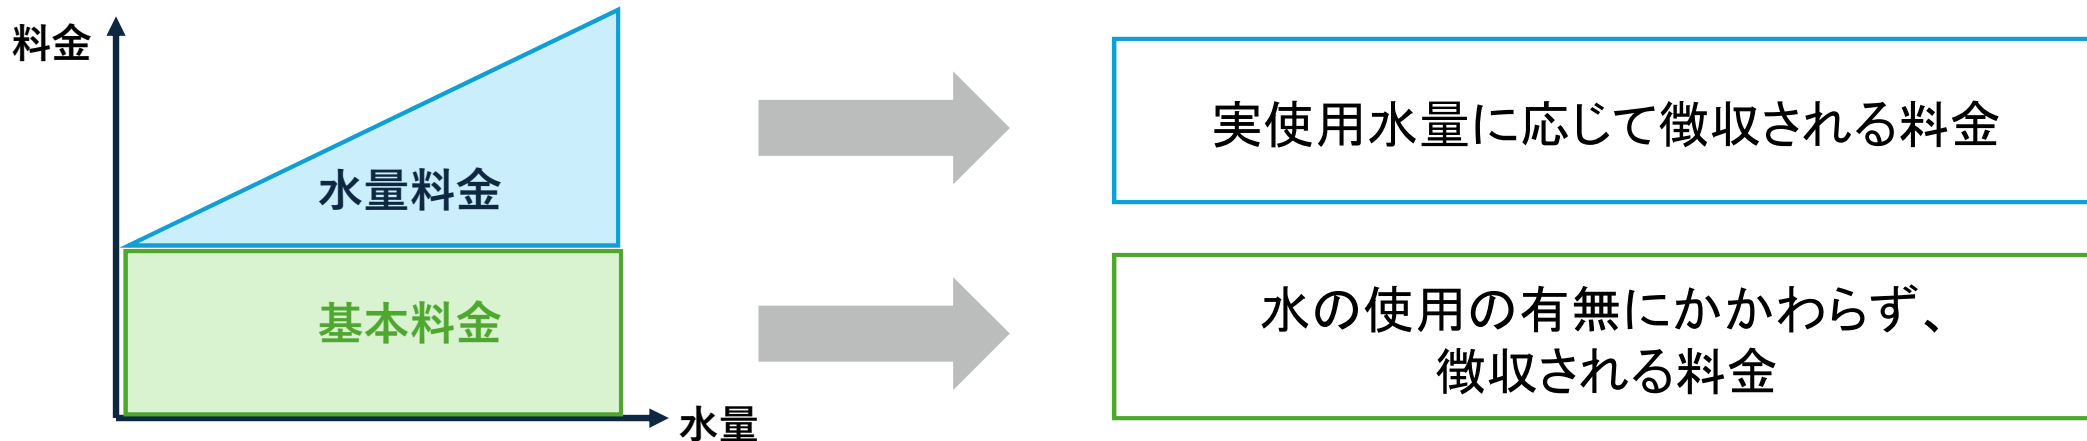 料金
水量料金
基本料金
水量
実使用水量に応じて徴収される料金
水の使用の有無にかかわらず、
徴収される料金